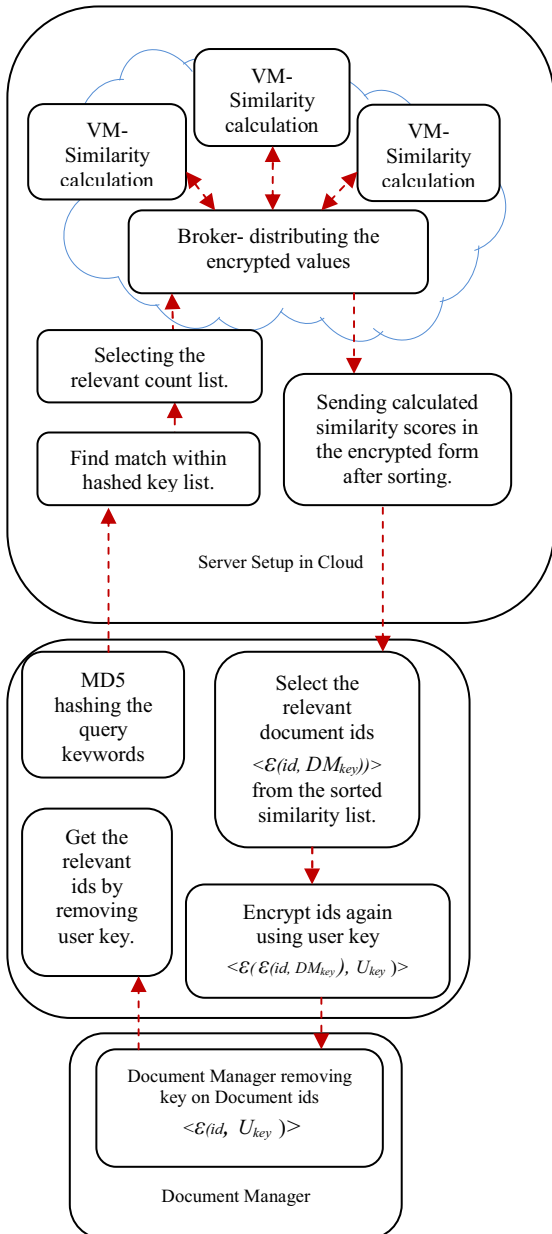 VM-
Similarity
calculation
VM-
Similarity
calculation
VM-
Similarity
calculation
Broker- distributing the
encrypted values
Selecting the
relevant count list.
Find match within
hashed key list.
Sending calculated
similarity scores in
the encrypted form
after sorting.
Server Setup in Cloud
MD5
hashing the
query
keywords
Select the
relevant
document ids
<ε(id, DMkey))>
from the sorted
similarity list.
Get the
relevant
ids by
removing
user key.
Encrypt ids again
using user key
<ε( ε(id, DMkey), Ukey )>
Document Manager removing
key on Document ids
<ε(id, Ukey )>
Document Manager